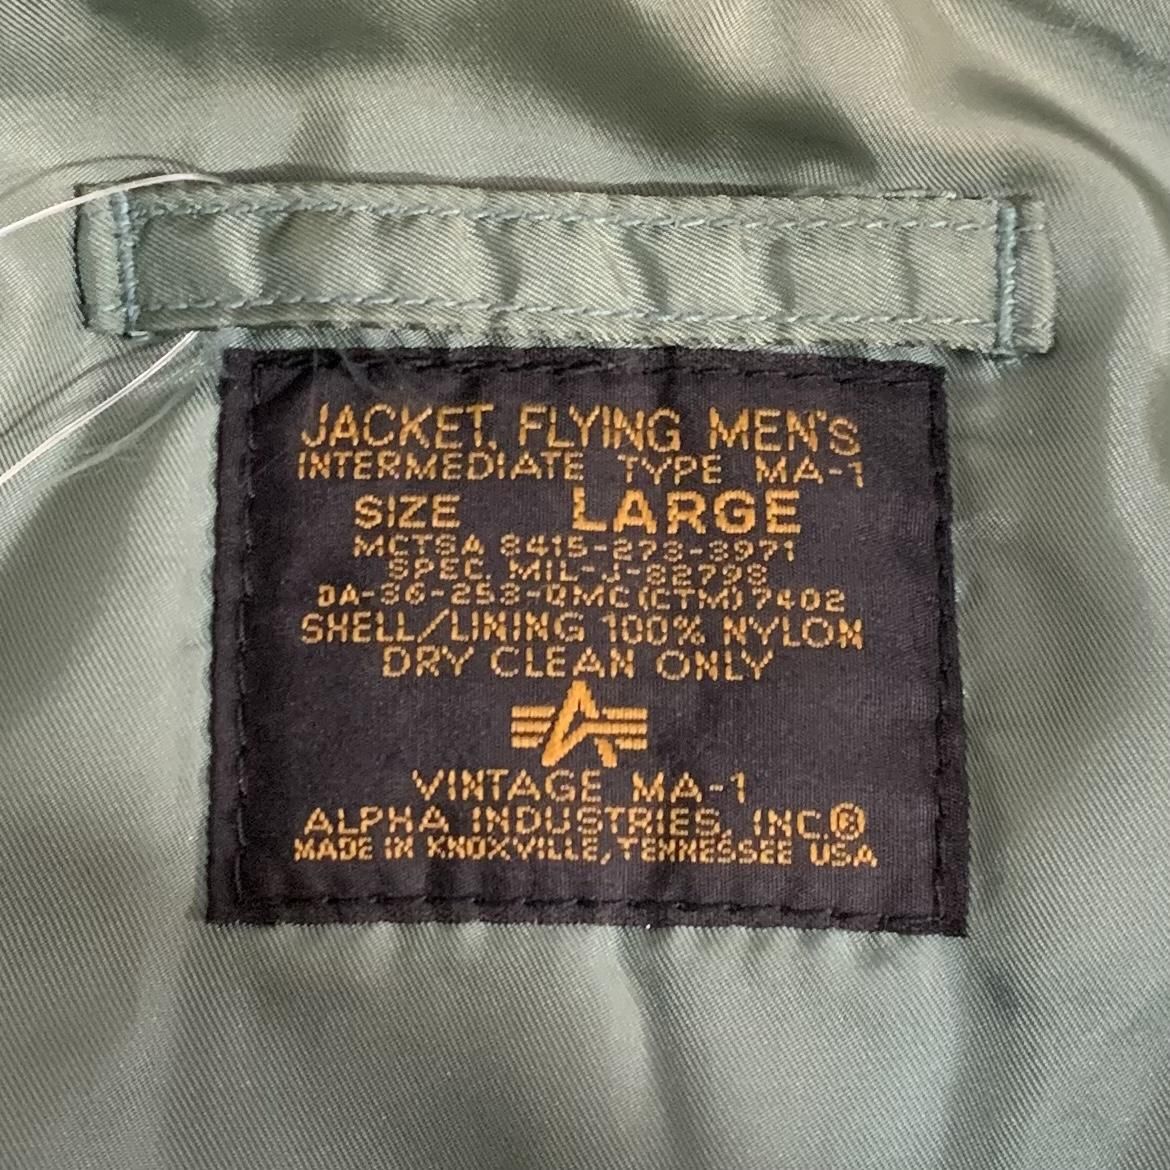 JACKET, FLYING MEN'S
INTERMEDIATE TYPE MA-1
SIZE LARGE
MCTSA 8415-273-3971
SPEC. MIL-J-8279S
DA-36-253-QMC(CTM)7402
SHELL/LINING 100% NYLON
DRY CLEAN ONLY
VINTAGE MA-1
ALPHA INDUSTRIES, INC.®
MADE IN KNOXVILLE, TENNESSEE USA